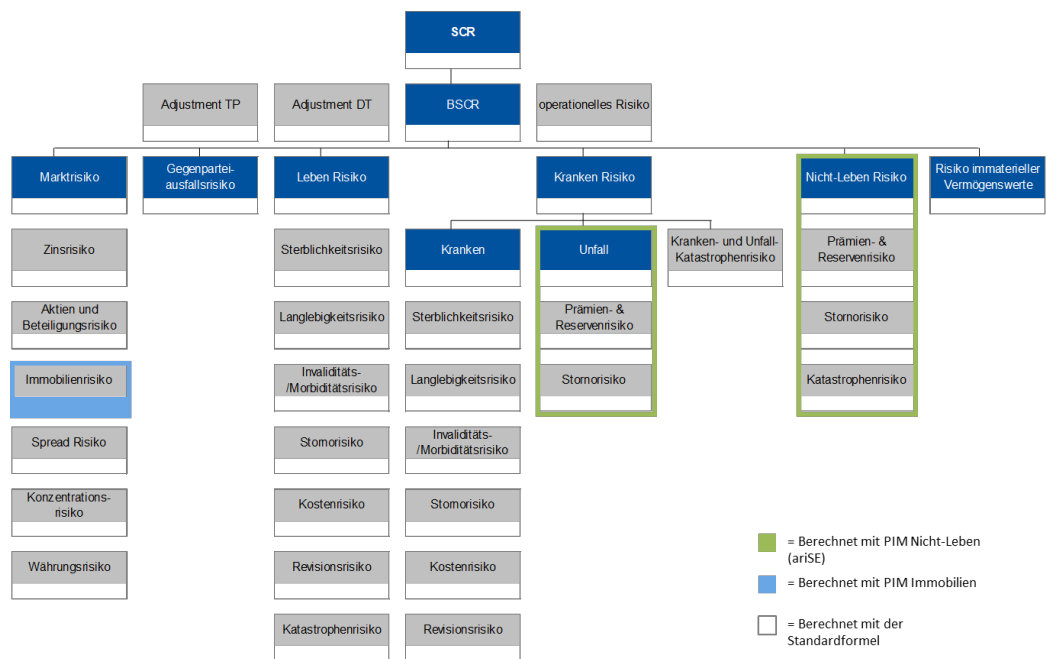 SCR
Adjustment TP
Adjustment DT
BSCR
operationelles Risiko
Marktrisiko
Gegenpartei-
ausfallsrisiko
Leben Risiko
Kranken Risiko
Nicht-Leben Risiko
Risiko immaterieller
Vermögenswerte
Zinsrisiko
Sterblichkeitsrisiko
Kranken
Unfall
Kranken- und Unfall-
Katastrophenrisiko
Prämien- &
Reservenrisiko
Aktien und
Beteiligungsrisiko
Langlebigkeitsrisiko
Sterblichkeitsrisiko
Prämien- &
Reservenrisiko
Stornorisiko
Immobilienrisiko
Invaliditäts-
/Morbiditätsrisiko
Langlebigkeitsrisiko
Stornorisiko
Katastrophenrisiko
Spread Risiko
Stornorisiko
Invaliditäts-
/Morbiditätsrisiko
Konzentrations-
risiko
Kostenrisiko
Stornorisiko
Währungsrisiko
Revisionsrisiko
Kostenrisiko
Katastrophenrisiko
Revisionsrisiko
= Berechnet mit PIM Nicht-Leben
(ariSE)
= Berechnet mit PIM Immobilien
= Berechnet mit der
Standardformel